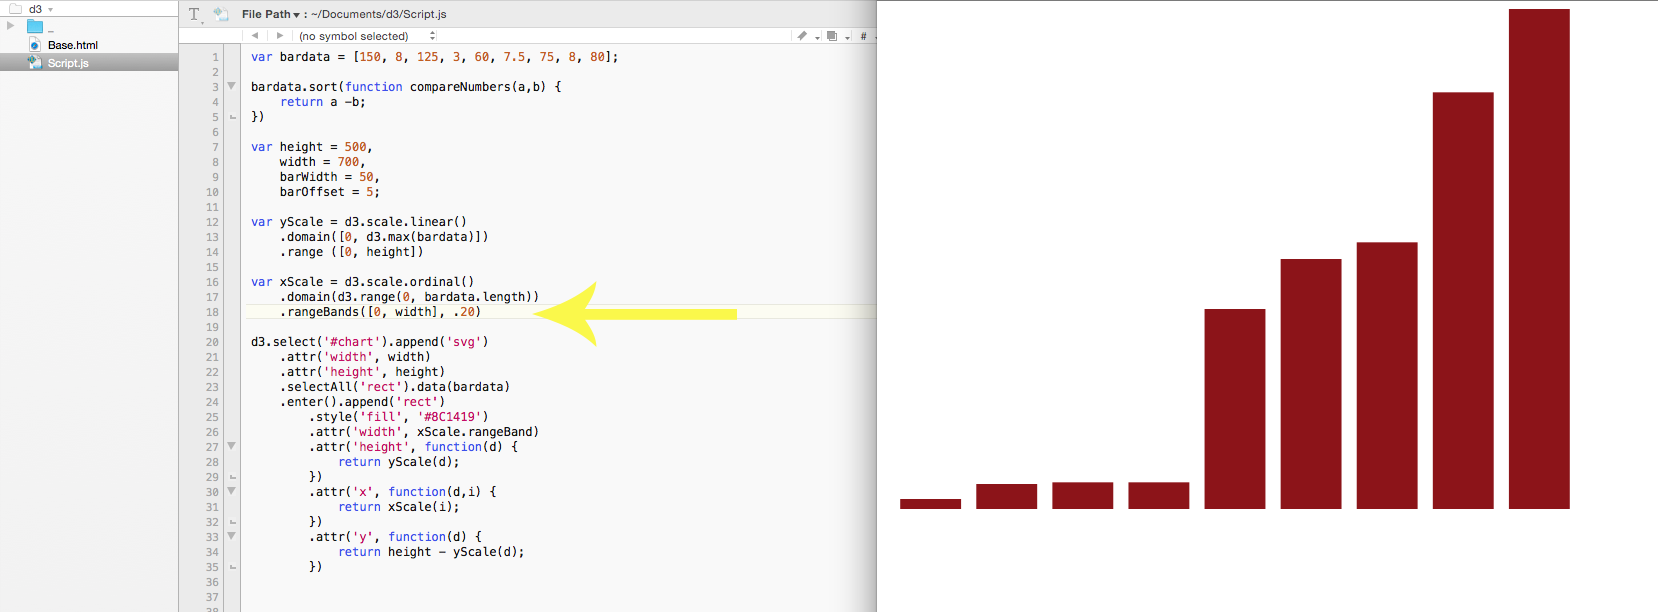 d3
_
Base.html
Script.js
File Path : ~/Documents/d3/Script.js
(no symbol selected)
#
1 var bardata = [150, 8, 125, 3, 60, 7.5, 75, 8, 80];
2
3 bardata.sort(function compareNumbers(a,b) {
4     return a -b;
5 })
6
7 var height = 500,
8     width = 700,
9     barWidth = 50,
10     barOffset = 5;
11
12 var yScale = d3.scale.linear()
13     .domain([0, d3.max(bardata)])
14     .range ([0, height])
15
16 var xScale = d3.scale.ordinal()
17     .domain(d3.range(0, bardata.length))
18     .rangeBands([0, width], .20)
19
20 d3.select('#chart').append('svg')
21     .attr('width', width)
22     .attr('height', height)
23     .selectAll('rect').data(bardata)
24     .enter().append('rect')
25         .style('fill', '#8C1419')
26         .attr('width', xScale.rangeBand)
27         .attr('height', function(d) {
28             return yScale(d);
29         })
30         .attr('x', function(d,i) {
31             return xScale(i);
32         })
33         .attr('y', function(d) {
34             return height - yScale(d);
35         })
36
37
38